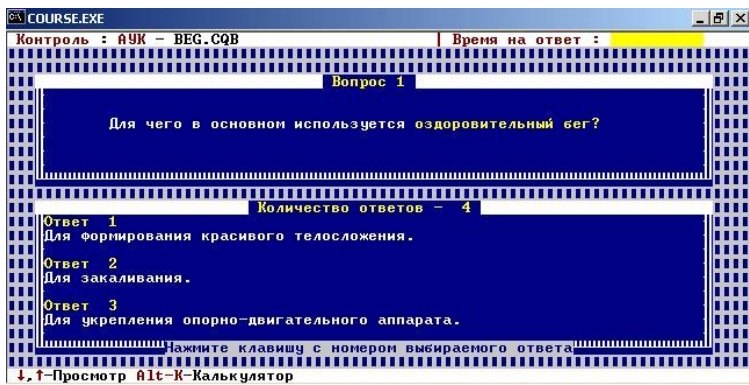 COURSE.EXE
Контроль : АУК - BEG.CQB | Время на ответ :
Вопрос 1
Для чего в основном используется оздоровительный бег?
Количество ответов - 4
Ответ 1
Для формирования красивого телосложения.
Ответ 2
Для закаливания.
Ответ 3
Для укрепления опорно-двигательного аппарата.
Нажмите клавишу с номером выбираемого ответа
↓,↑-Просмотр Alt-К-Калькулятор